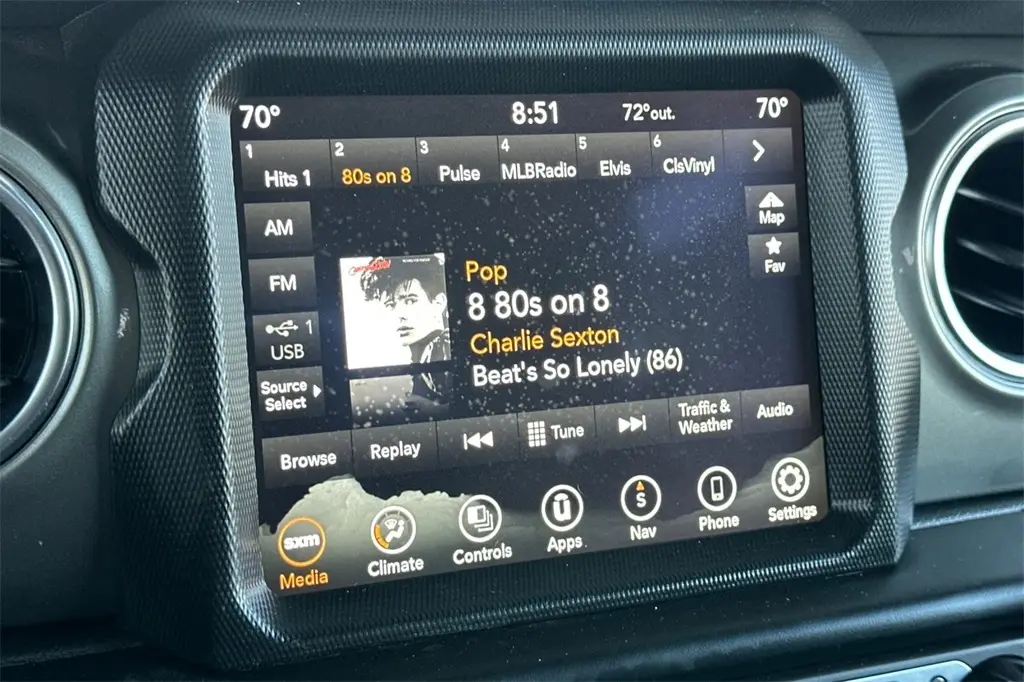 70° 8:51 72°out. 70°
1 Hits 1
2 80s on 8
3 Pulse
4 MLBRadio
5 Elvis
6 ClsVinyl
AM
FM
1
USB
Source
Select
Map
Fav
Pop
8 80s on 8
Charlie Sexton
Beat's So Lonely (86)
Browse
Replay
Tune
Traffic &
Weather
Audio
sxm
Media
Climate
Controls
Apps
S
Nav
Phone
Settings